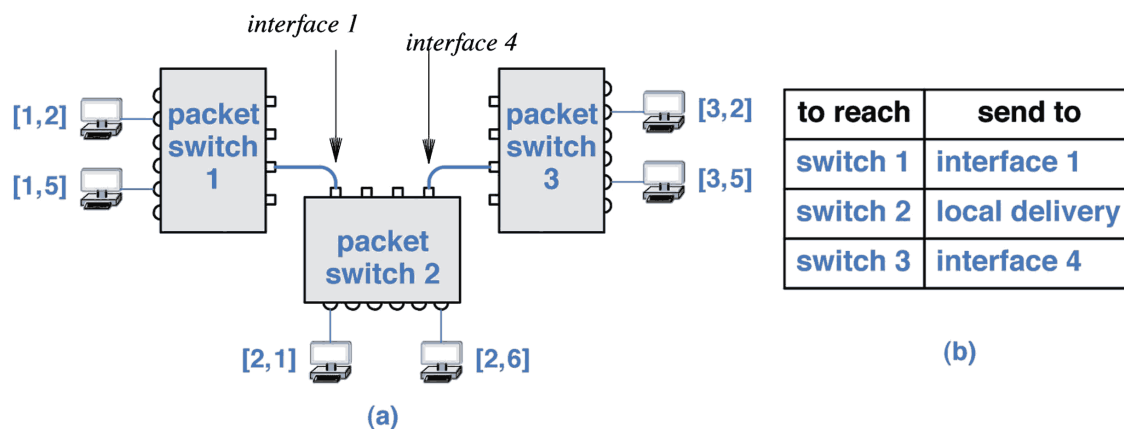 interface 1
interface 4
[1,2]
packet
switch
1
packet
switch
3
[3,2]
[1,5]
[3,5]
packet
switch 2
[2,1]
[2,6]
(a)
to reach send to
switch 1 interface 1
switch 2 local delivery
switch 3 interface 4
(b)